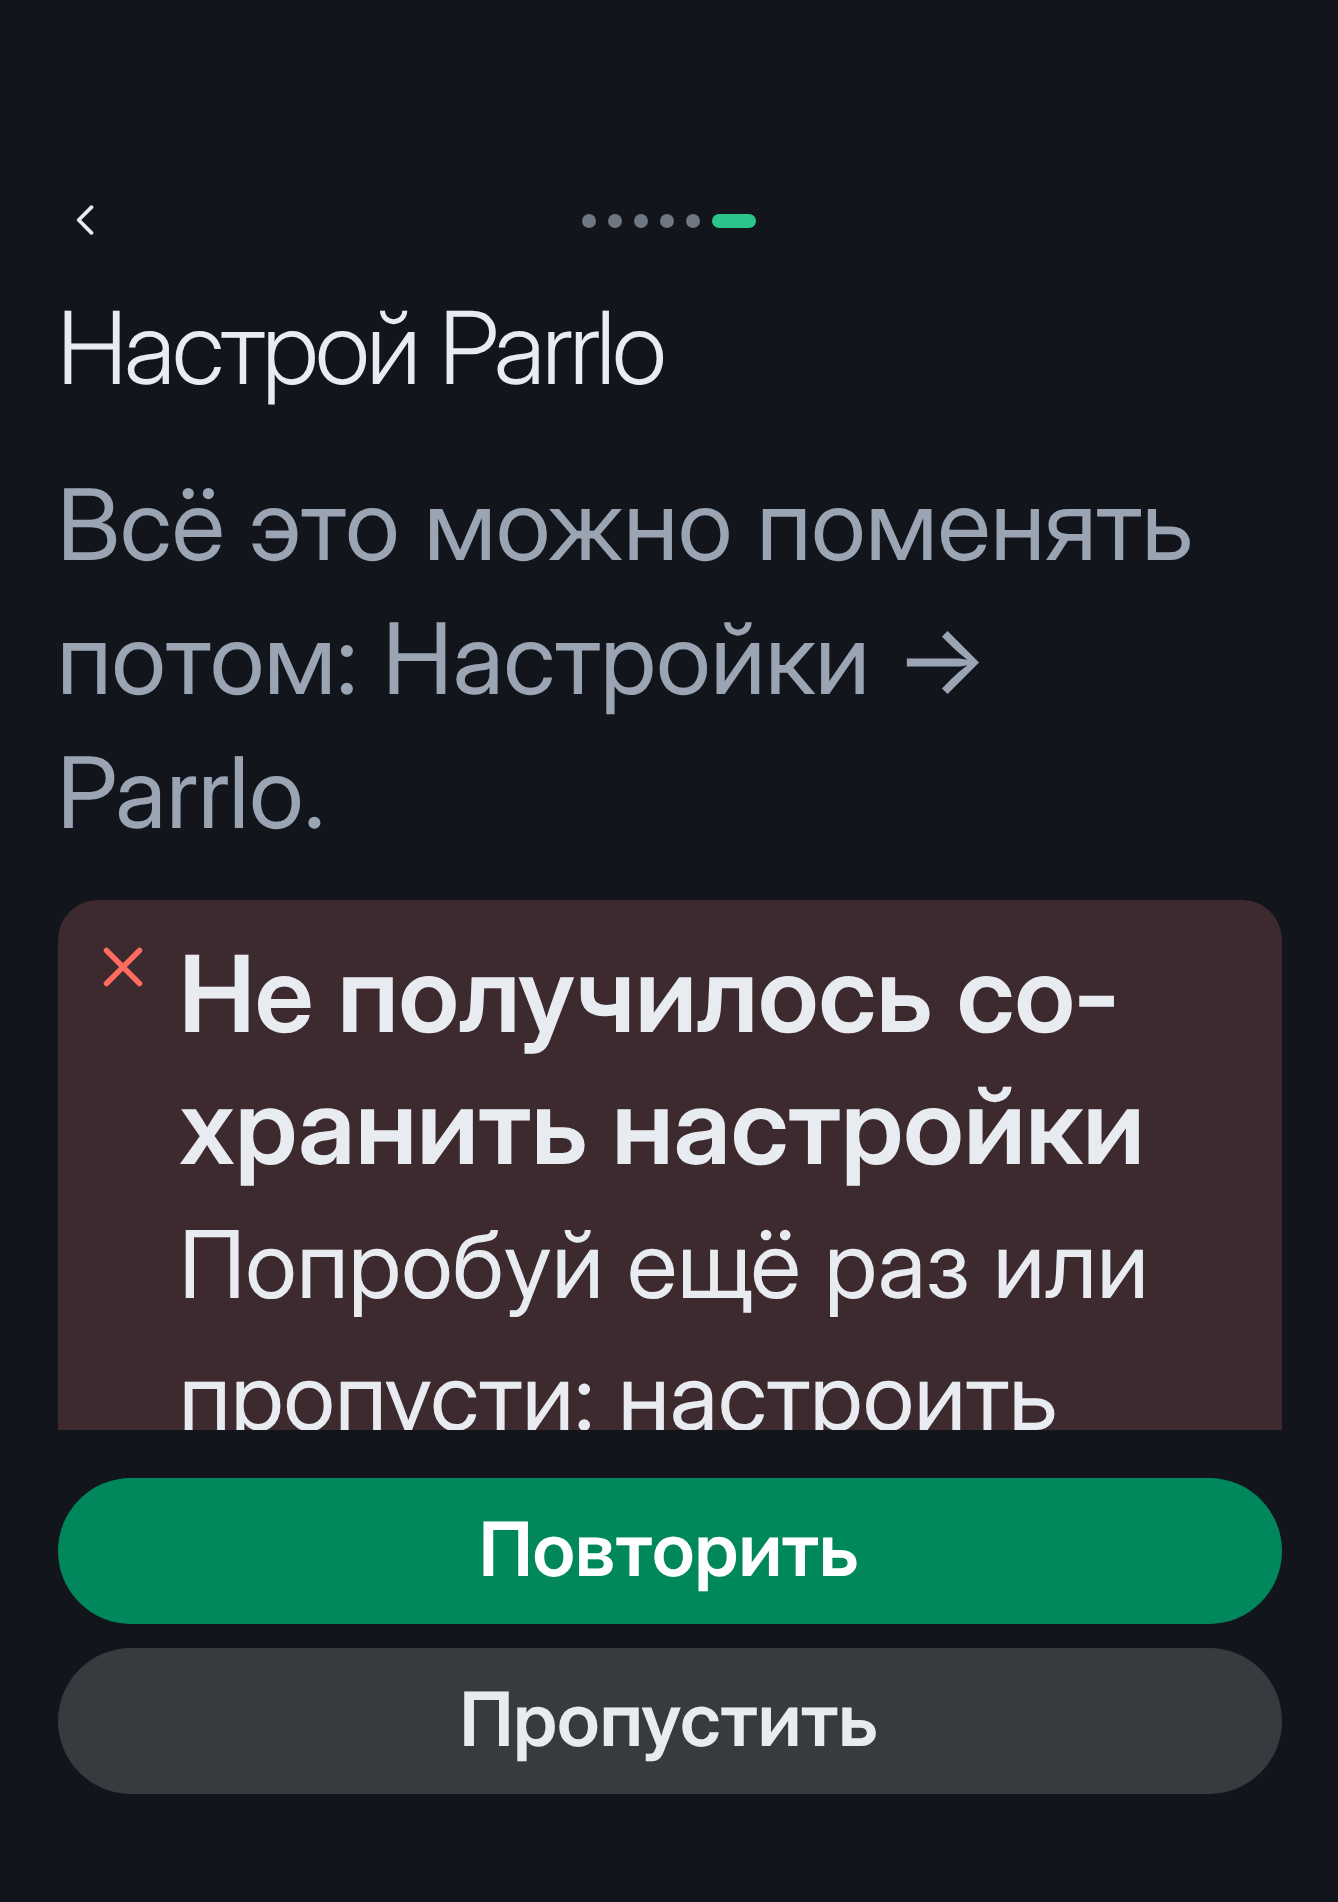 Настрой Parrlo
Всё это можно поменять
потом: Настройки →
Parrlo.
Не получилось со-
хранить настройки
Попробуй ещё раз или
пропусти: настроить
Повторить
Пропустить